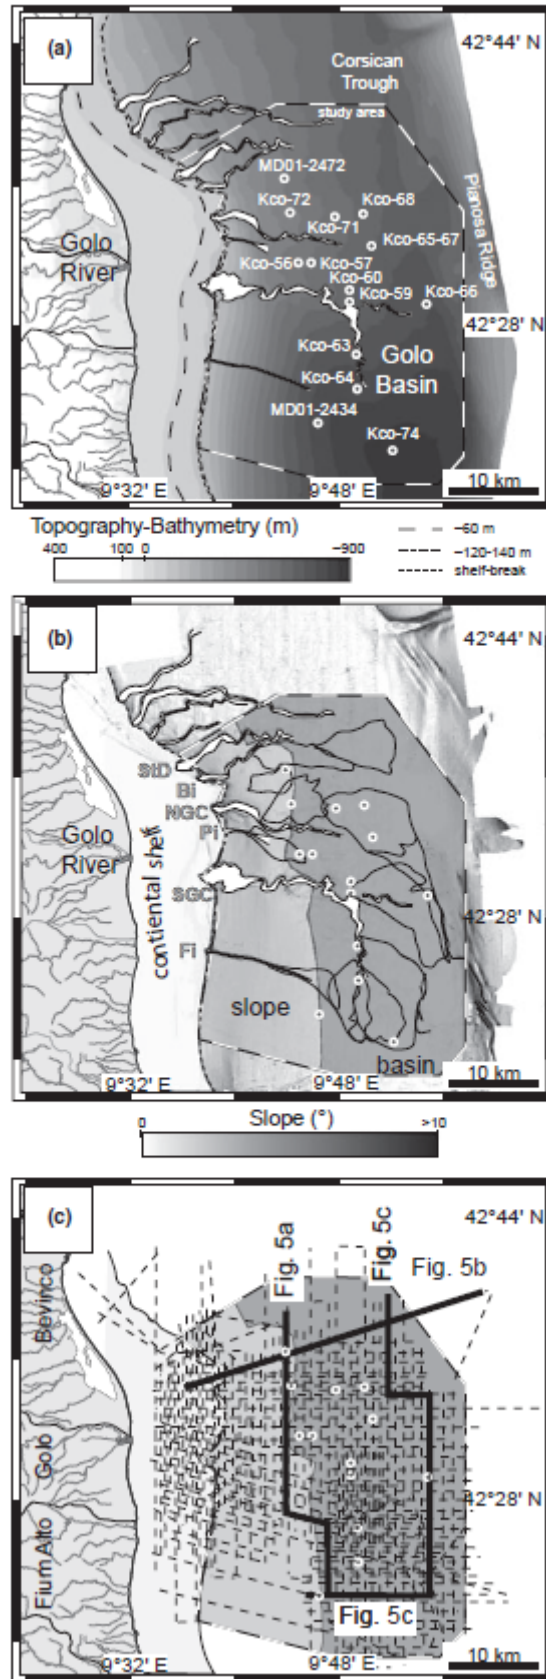 (a)
42°44' N
Corsican
Trough
study area
MD01-2472
Pianosa Ridge
Kco-72
Kco-68
Kco-71
Golo
River
Kco-65-67
Kco-56
Kco-57
Kco-60
Kco-59
Kco-66
42°28' N
Kco-63
Golo
Basin
Kco-64
MD01-2434
Kco-74
9°32' E
9°48' E
10 km
Topography-Bathymetry (m)
400
100
0
−900
−60 m
−120-140 m
shelf-break
(b)
42°44' N
StD
Bi
NGC
Pi
Golo
River
contiental shelf
SGC
42°28' N
Fi
slope
basin
9°32' E
9°48' E
10 km
Slope (°)
0
>10
(c)
42°44' N
Bevinco
Fig. 5a
Fig. 5c
Fig. 5b
Golo
42°28' N
Fium Alto
Fig. 5c
9°32' E
9°48' E
10 km